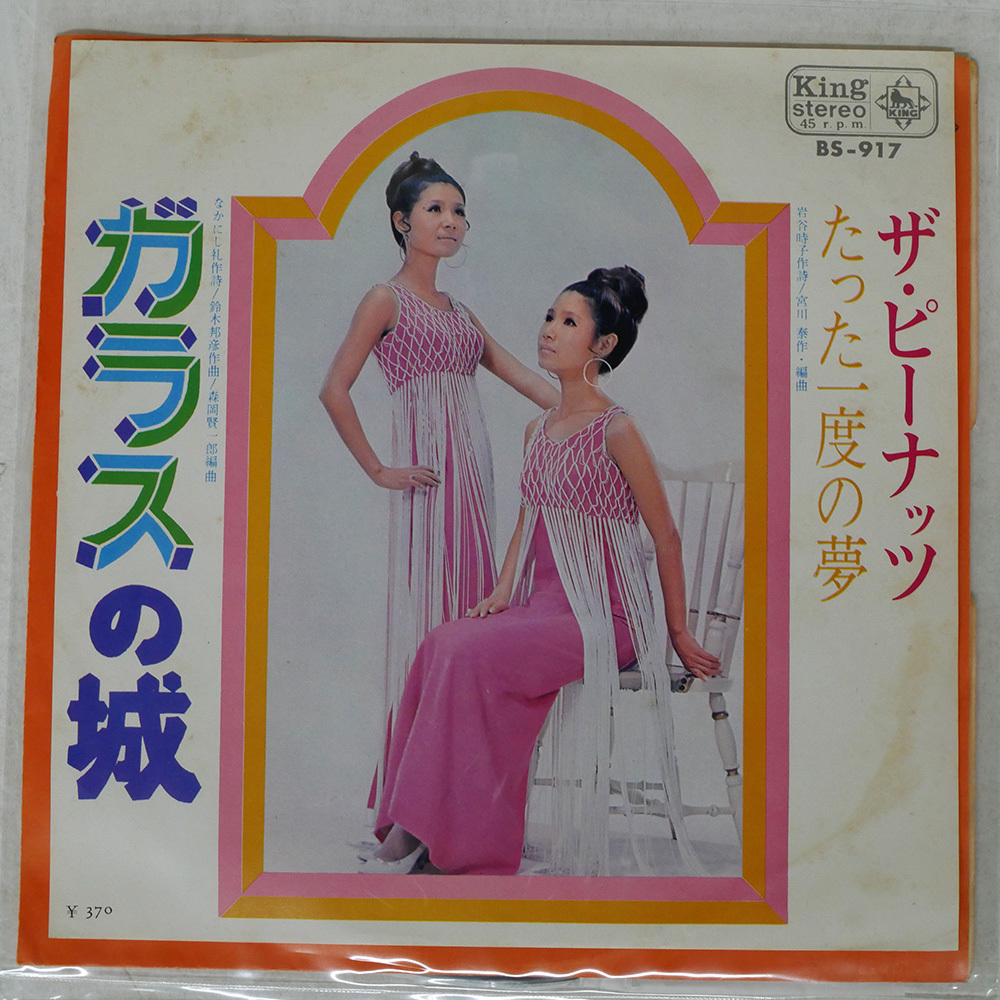 King
stereo
45 r.p.m.
KING
BS-917
ザ・ピーナッツ
たった一度の夢
岩谷時子作詩/宮川 泰作・編曲
なかにし礼作詩/鈴木邦彦作曲/森岡賢一郎編曲
ガラスの城
¥ 370